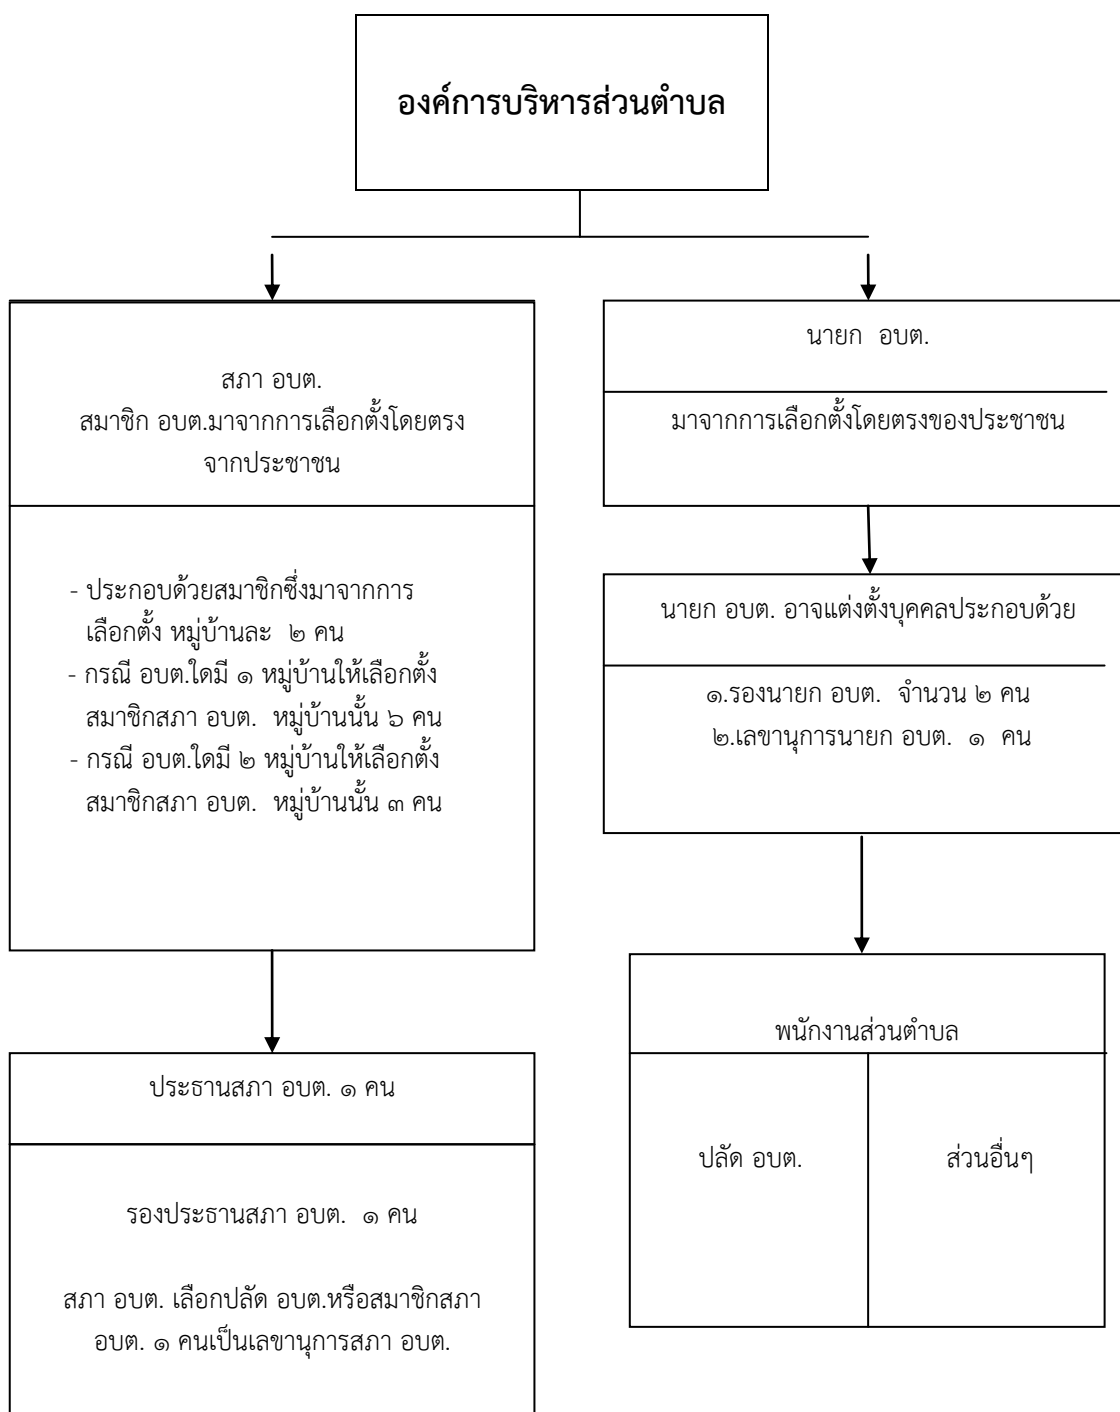 องค์การบริหารส่วนตำบล
สภา อบต.
สมาชิก อบต.มาจากการเลือกตั้งโดยตรง
จากประชาชน
- ประกอบด้วยสมาชิกซึ่งมาจากการ
เลือกตั้ง หมู่บ้านละ ๒ คน
- กรณี อบต.ใดมี ๑ หมู่บ้านให้เลือกตั้ง
สมาชิกสภา อบต. หมู่บ้านนั้น ๖ คน
- กรณี อบต.ใดมี ๒ หมู่บ้านให้เลือกตั้ง
สมาชิกสภา อบต. หมู่บ้านนั้น ๓ คน
ประธานสภา อบต. ๑ คน
รองประธานสภา อบต. ๑ คน
สภา อบต. เลือกปลัด อบต.หรือสมาชิกสภา
อบต. ๑ คนเป็นเลขานุการสภา อบต.
นายก อบต.
มาจากการเลือกตั้งโดยตรงของประชาชน
นายก อบต. อาจแต่งตั้งบุคคลประกอบด้วย
๑.รองนายก อบต. จำนวน ๒ คน
๒.เลขานุการนายก อบต. ๑ คน
พนักงานส่วนตำบล
ปลัด อบต.
ส่วนอื่นๆ